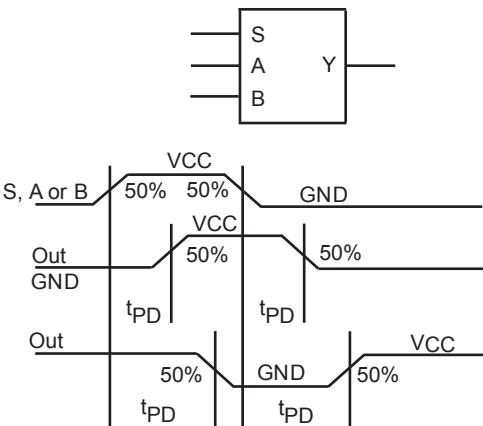 S
A Y
B
VCC
S, A or B 50% 50% GND
VCC
Out 50% 50%
GND
tPD tPD
Out VCC
50% GND 50%
tPD tPD